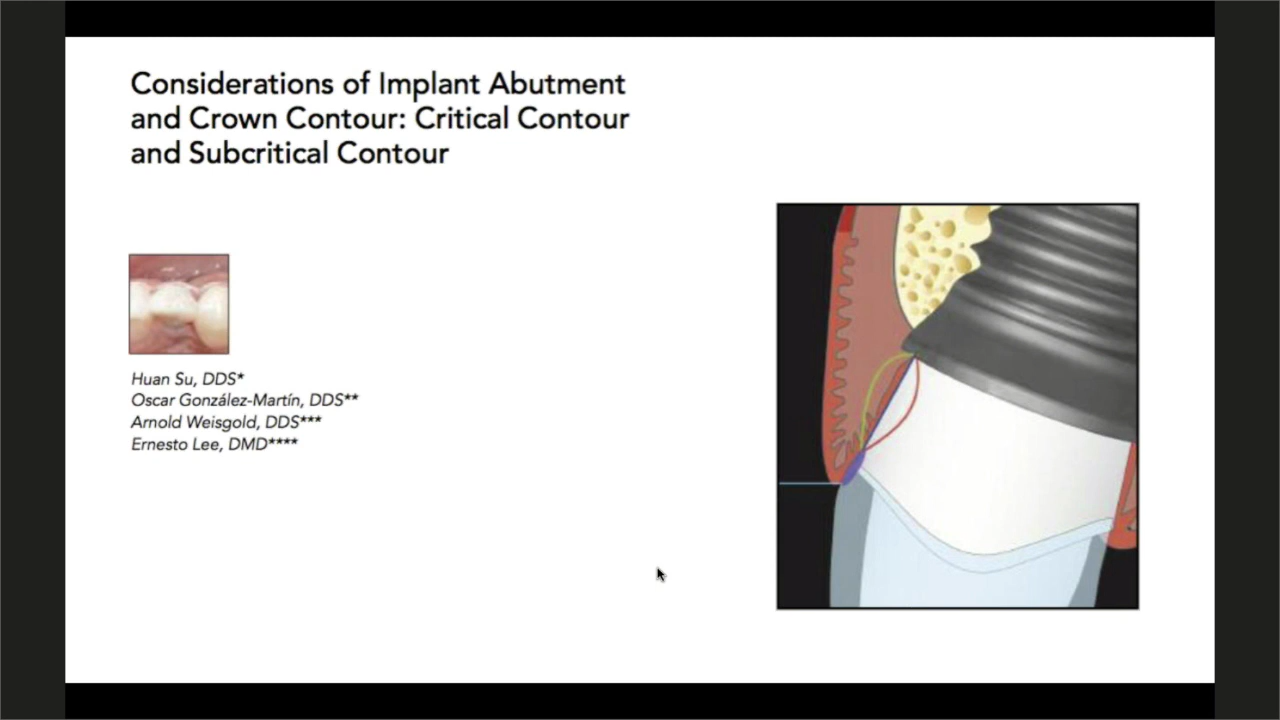 Considerations of Implant Abutment
and Crown Contour: Critical Contour
and Subcritical Contour
Huan Su, DDS*
Oscar González-Martín, DDS**
Arnold Weisgold, DDS***
Ernesto Lee, DMD****